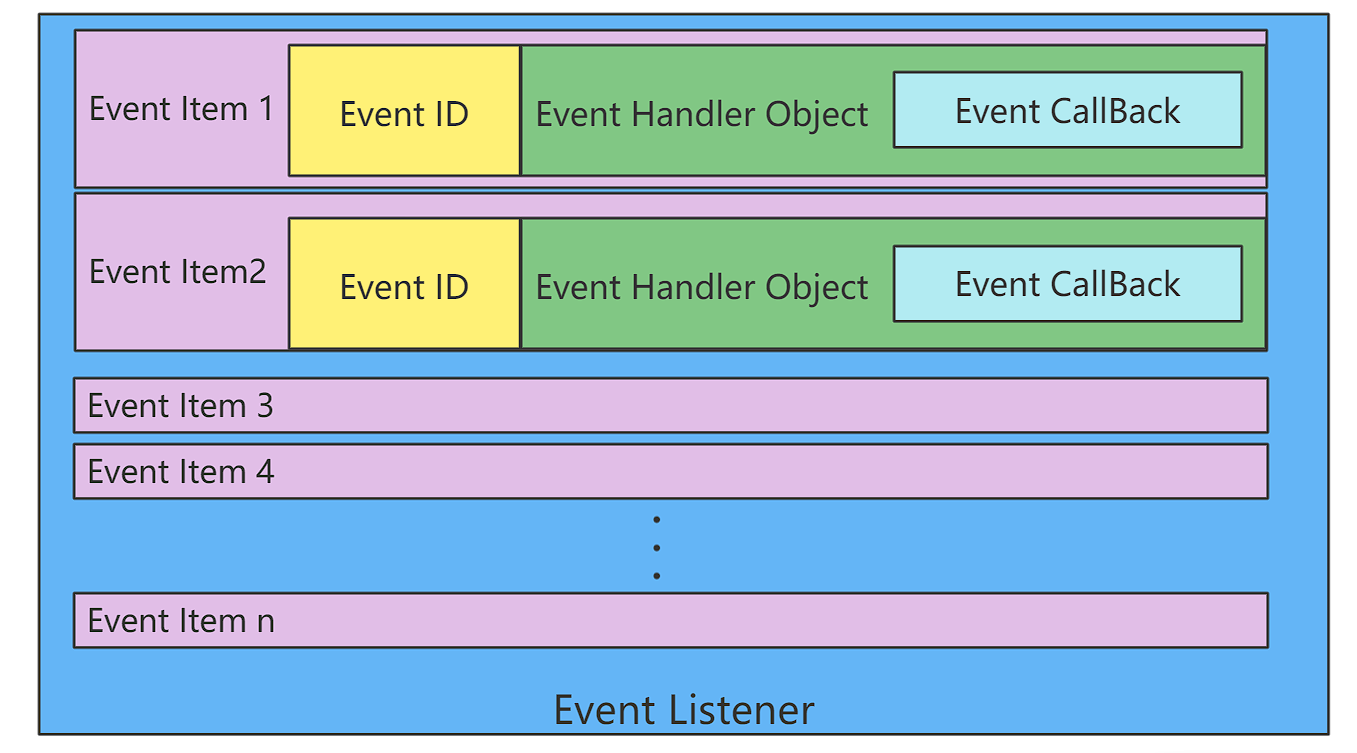 Event Item 1
Event ID
Event Handler Object
Event CallBack
Event Item2
Event ID
Event Handler Object
Event CallBack
Event Item 3
Event Item 4
Event Item n
Event Listener